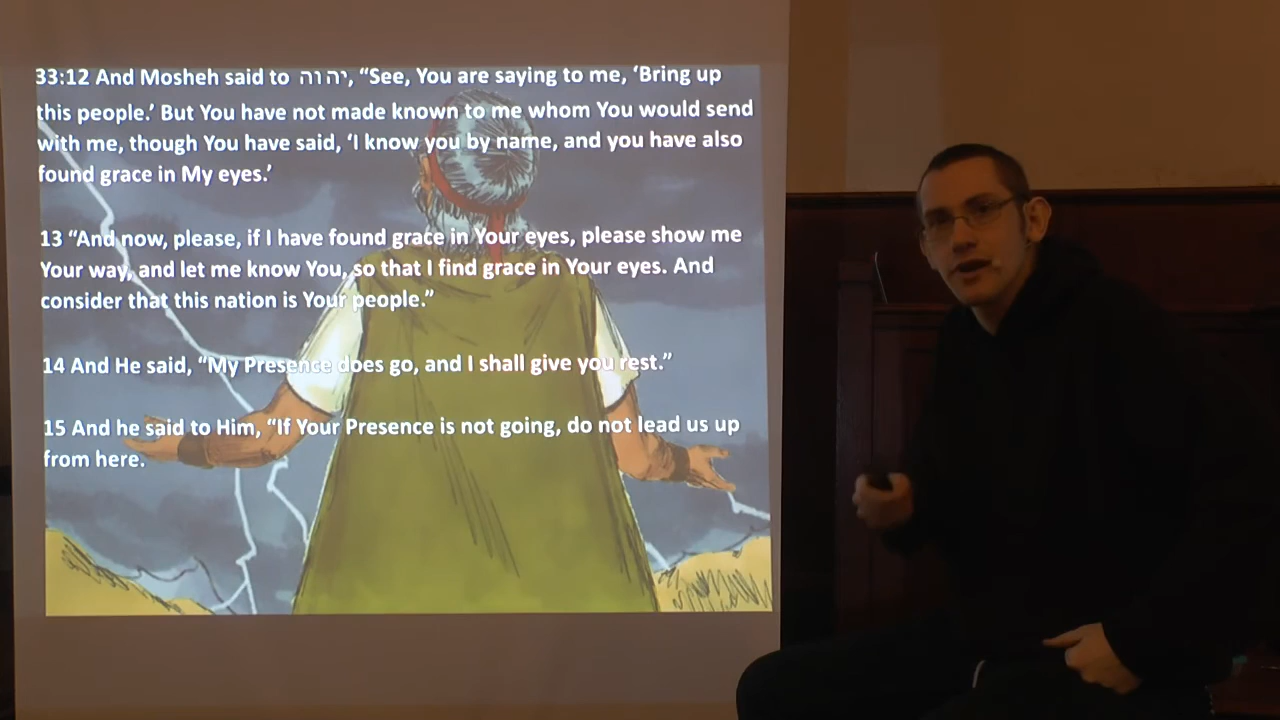 33:12 And Mosheh said to יהוה, “See, You are saying to me, ‘Bring up
this people.’ But You have not made known to me whom You would send
with me, though You have said, ‘I know you by name, and you have also
found grace in My eyes.’
13 “And now, please, if I have found grace in Your eyes, please show me
Your way, and let me know You, so that I find grace in Your eyes. And
consider that this nation is Your people.”
14 And He said, “My Presence does go, and I shall give you rest.”
15 And he said to Him, “If Your Presence is not going, do not lead us up
from here.